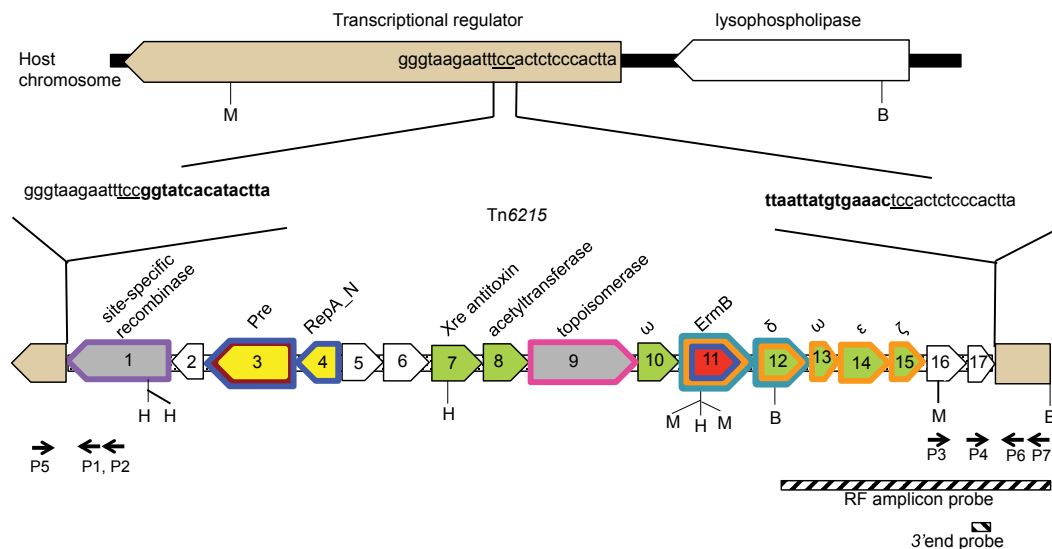 Transcriptional regulator
lysophospholipase
Host
chromosome
gggtaagaatttccactctcccactta
M
B
gggtaagaatttccggtatcacatactta
ttaattatgtgaaactccactctcccactta
Tn6215
site-specific
recombinase
Pre
RepA_N
Xre antitoxin
acetyltransferase
topoisomerase
ω
ErmB
δ
ω
ε
ζ
1
2
3
4
5
6
7
8
9
10
11
12
13
14
15
16
17
H
H
H
M
H
M
B
M
B
P5
P1, P2
P3
P4
P6
P7
RF amplicon probe
3'end probe